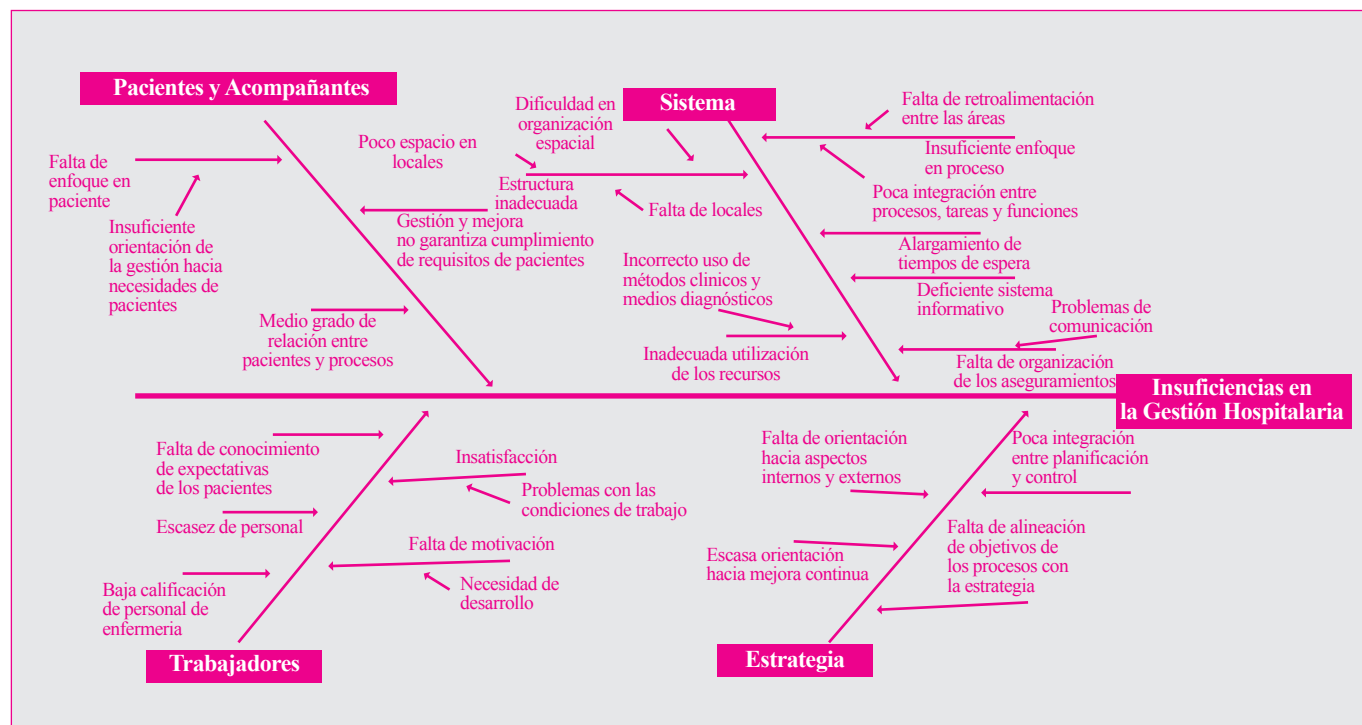 Pacientes y Acompañantes
Falta de
enfoque en
paciente
Insuficiente
orientación de
la gestión hacia
necesidades de
pacientes
Gestión y mejora
no garantiza cumplimiento
de requisitos de pacientes
Medio grado de
relación entre
pacientes y procesos
Sistema
Poco espacio en
locales
Dificuldad en
organización
espacial
Estructura
inadecuada
Falta de locales
Incorrecto uso de
métodos clinicos y
medios diagnósticos
Inadecuada utilización
de los recursos
Falta de retroalimentación
entre las áreas
Insuficiente enfoque
en proceso
Poca integración entre
procesos, tareas y funciones
Alargamiento de
tiempos de espera
Deficiente sistema
informativo
Problemas de
comunicación
Falta de organización
de los aseguramientos
Insuficiencias en
la Gestión Hospitalaria
Falta de conocimiento
de expectativas
de los pacientes
Escasez de personal
Baja calificación
de personal de
enfermeria
Insatisfacción
Problemas con las
condiciones de trabajo
Falta de motivación
Necesidad de
desarrollo
Trabajadores
Falta de orientación
hacia aspectos
internos y externos
Escasa orientación
hacia mejora continua
Poca integración
entre planificación
y control
Falta de alineación
de objetivos de
los procesos con
la estrategia
Estrategia